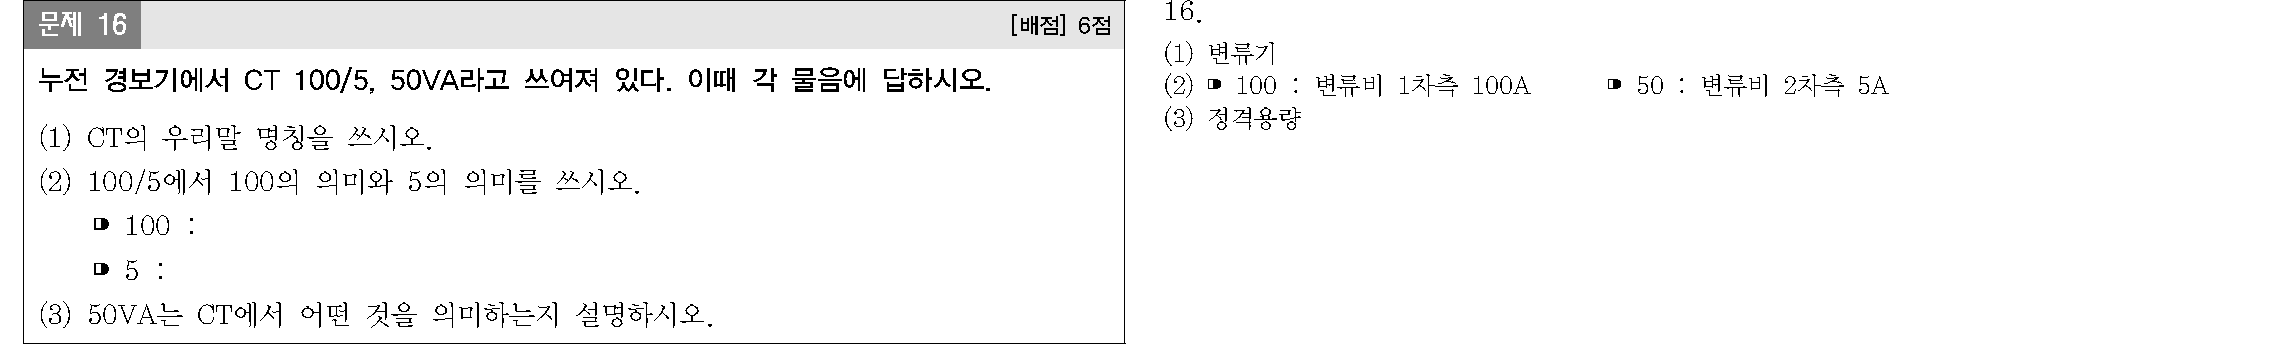 문제 16 [배점] 6점
누전 경보기에서 CT 100/5, 50VA라고 쓰여져 있다. 이때 각 물음에 답하시오.
(1) CT의 우리말 명칭을 쓰시오.
(2) 100/5에서 100의 의미와 5의 의미를 쓰시오.
100 :
5 :
(3) 50VA는 CT에서 어떤 것을 의미하는지 설명하시오.
16.
(1) 변류기
(2) 100 : 변류비 1차측 100A 50 : 변류비 2차측 5A
(3) 정격용량